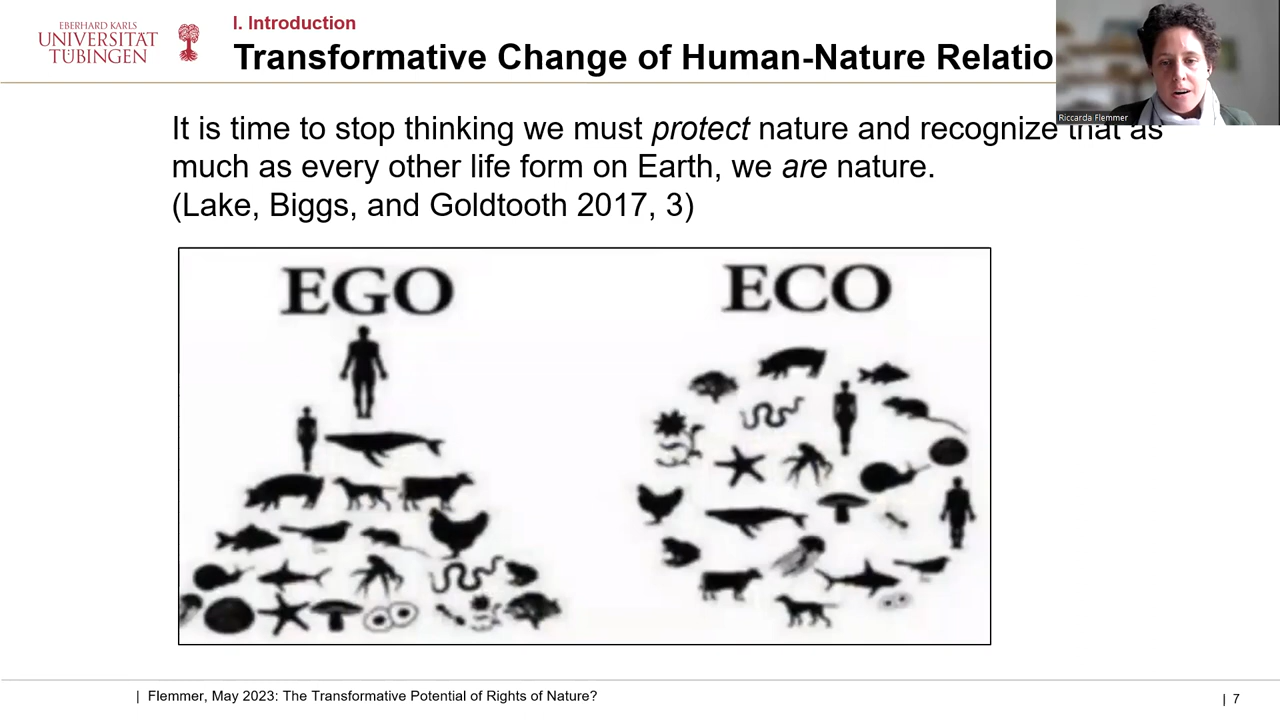 EBERHARD KARLS
UNIVERSITÄT
TÜBINGEN
I. Introduction
Transformative Change of Human-Nature Relatio
Riccarda Flemmer
It is time to stop thinking we must protect nature and recognize that as
much as every other life form on Earth, we are nature.
(Lake, Biggs, and Goldtooth 2017, 3)
EGO
ECO
| Flemmer, May 2023: The Transformative Potential of Rights of Nature?
| 7